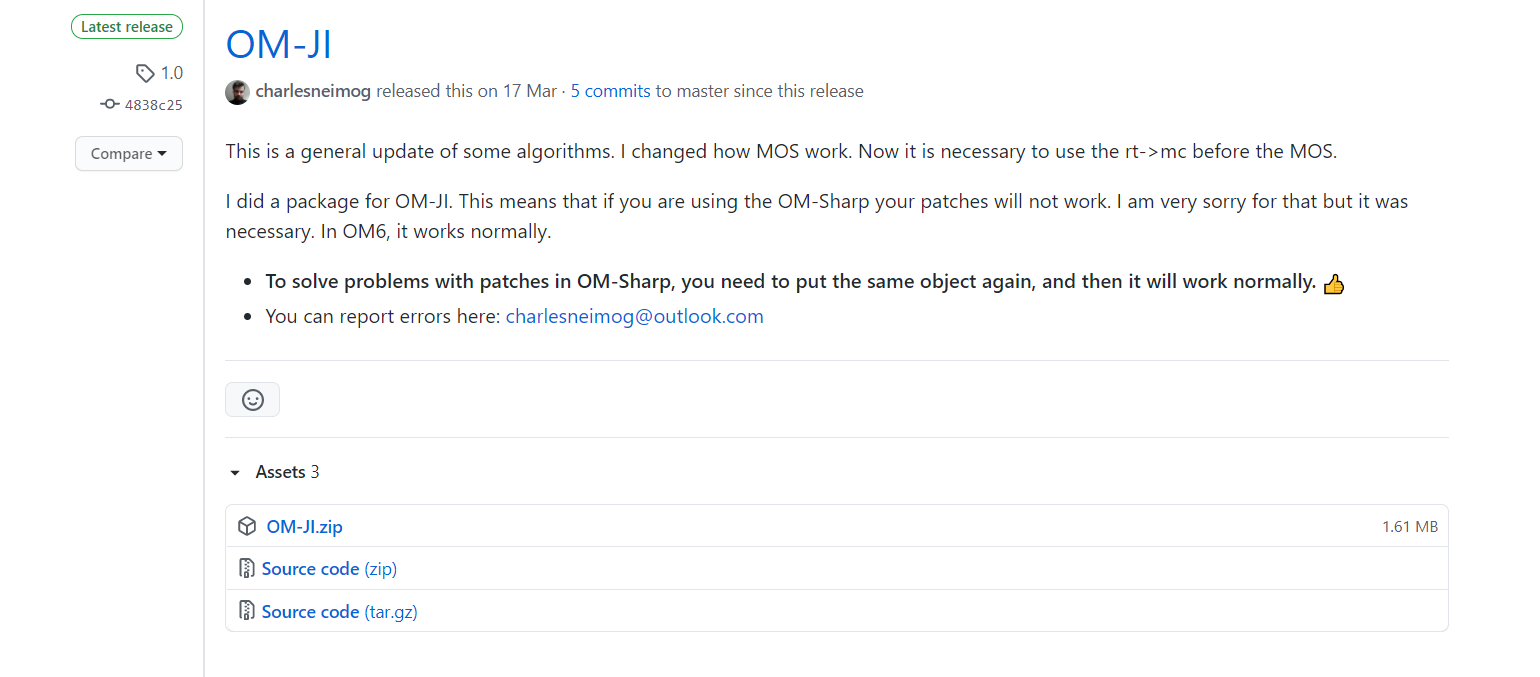 Latest release
1.0
4838c25
Compare
OM-JI
charlesneimog released this on 17 Mar · 5 commits to master since this release
This is a general update of some algorithms. I changed how MOS work. Now it is necessary to use the rt->mc before the MOS.
I did a package for OM-JI. This means that if you are using the OM-Sharp your patches will not work. I am very sorry for that but it was
necessary. In OM6, it works normally.
• To solve problems with patches in OM-Sharp, you need to put the same object again, and then it will work normally. 👍
• You can report errors here: charlesneimog@outlook.com
Assets 3
OM-JI.zip 1.61 MB
Source code (zip)
Source code (tar.gz)